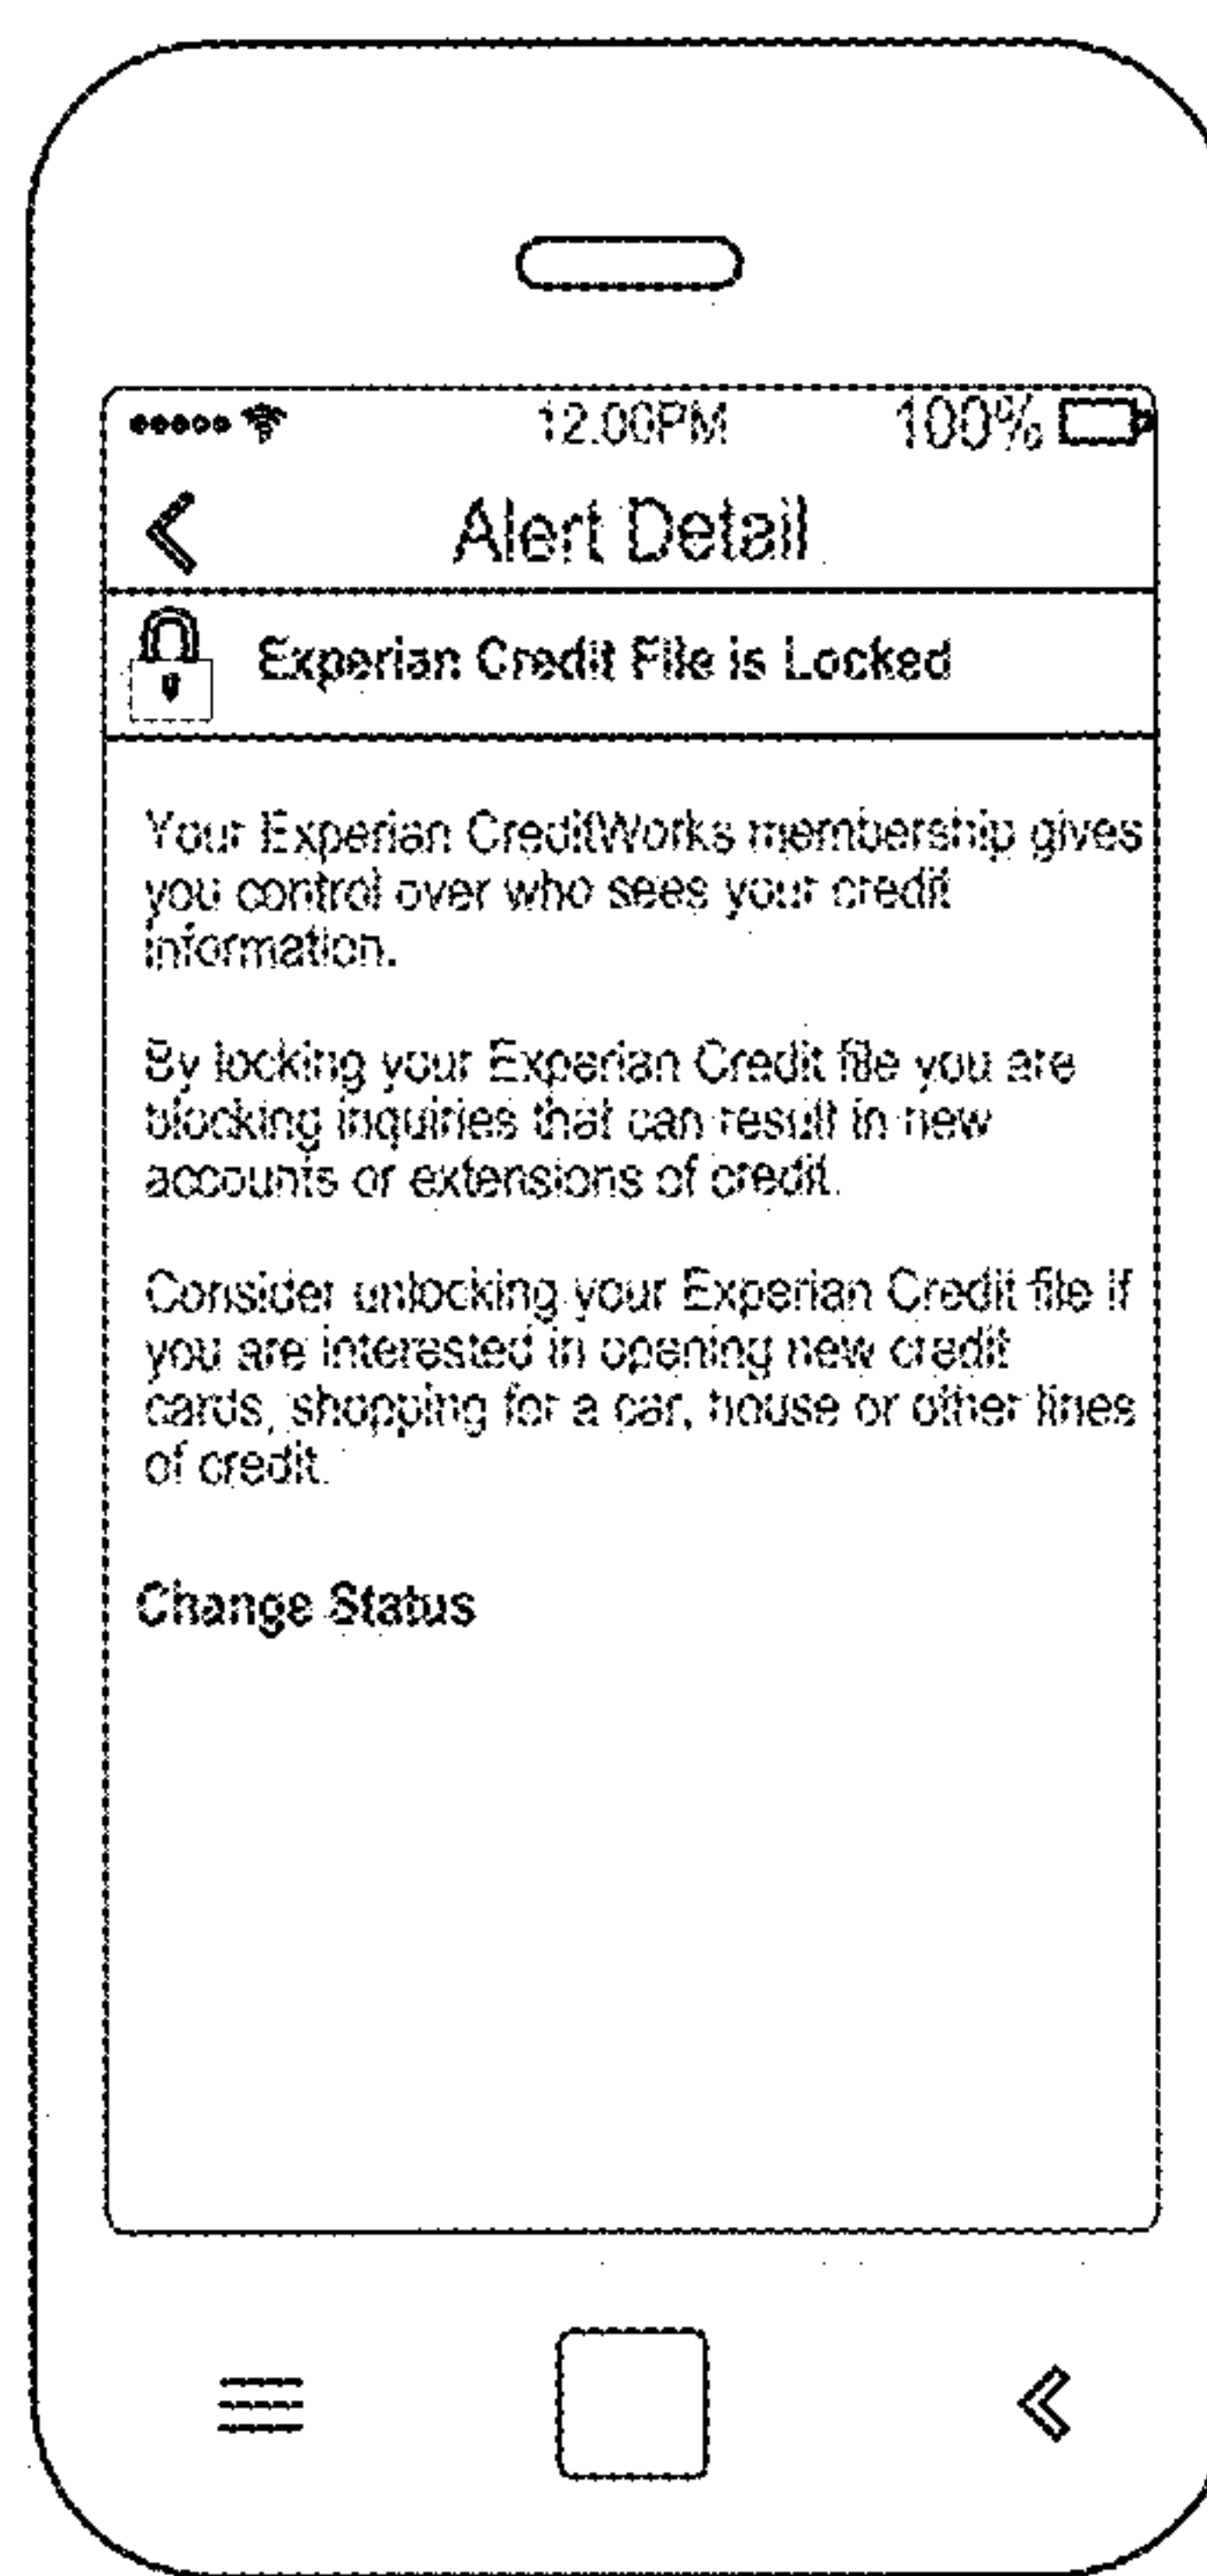 12.00PM 100%
Alert Detail
Experian Credit File is Locked
Your Experian CreditWorks membership gives
you control over who sees your credit
information.
By locking your Experian Credit file you are
blocking inquiries that can result in new
accounts or extensions of credit.
Consider unlocking your Experian Credit file if
you are interested in opening new credit
cards, shopping for a car, house or other lines
of credit.
Change Status